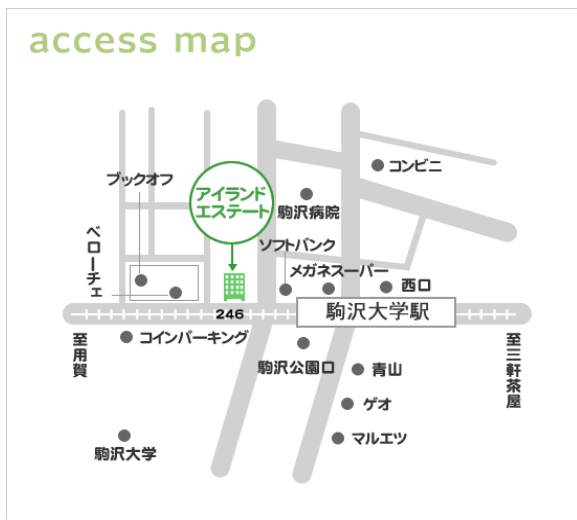 access map
コンビニ
ブックオフ
アイランド
エステート
駒沢病院
ベローチェ
ソフトバンク
メガネスーパー
西口
246
駒沢大学駅
至用賀
コインパーキング
駒沢公園口
至三軒茶屋
青山
ゲオ
マルエツ
駒沢大学